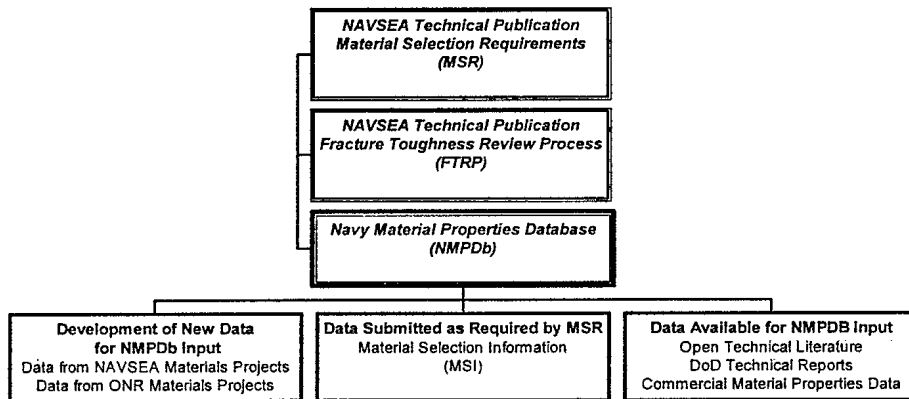 NAVSEA Technical Publication
Material Selection Requirements
(MSR)
NAVSEA Technical Publication
Fracture Toughness Review Process
(FTRP)
Navy Material Properties Database
(NMPDb)
Development of New Data
for NMPDb Input
Data from NAVSEA Materials Projects
Data from ONR Materials Projects
Data Submitted as Required by MSR
Material Selection Information
(MSI)
Data Available for NMPDB Input
Open Technical Literature
DoD Technical Reports
Commercial Material Properties Data